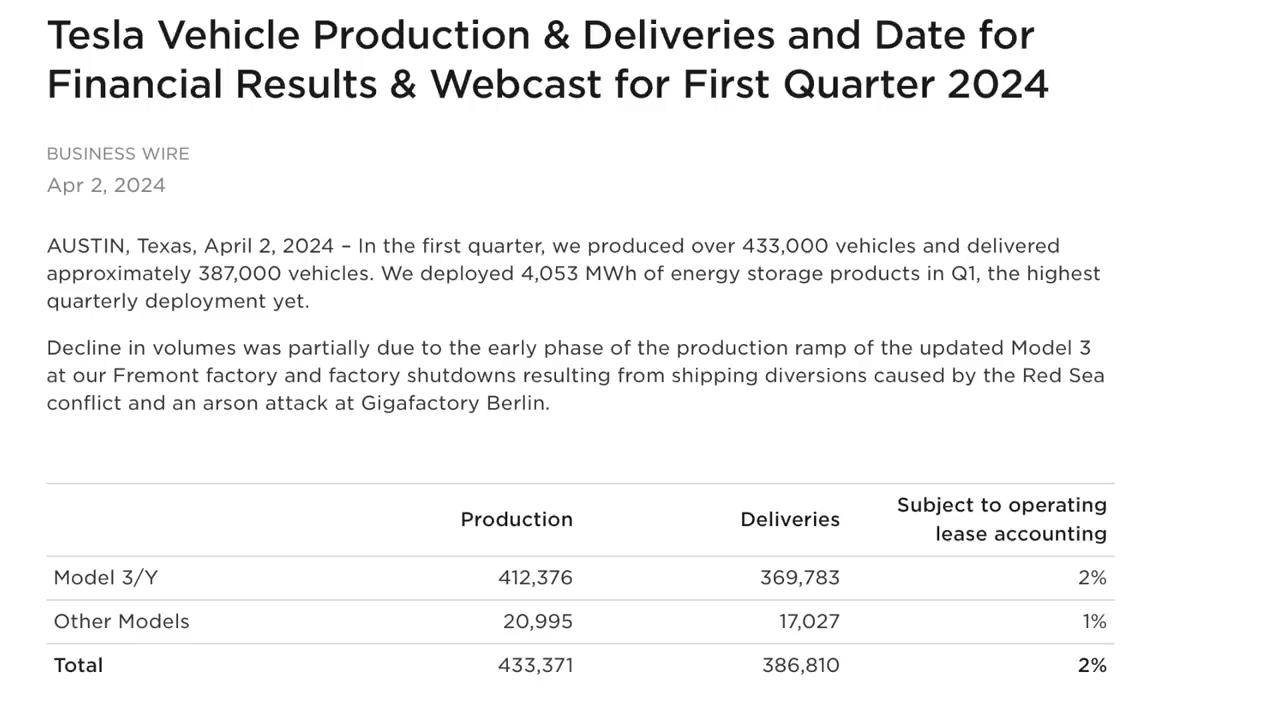 Tesla Vehicle Production & Deliveries and Date for
Financial Results & Webcast for First Quarter 2024
BUSINESS WIRE
Apr 2, 2024
AUSTIN, Texas, April 2, 2024 – In the first quarter, we produced over 433,000 vehicles and delivered
approximately 387,000 vehicles. We deployed 4,053 MWh of energy storage products in Q1, the highest
quarterly deployment yet.
Decline in volumes was partially due to the early phase of the production ramp of the updated Model 3
at our Fremont factory and factory shutdowns resulting from shipping diversions caused by the Red Sea
conflict and an arson attack at Gigafactory Berlin.
Production Deliveries Subject to operating
lease accounting
Model 3/Y 412,376 369,783 2%
Other Models 20,995 17,027 1%
Total 433,371 386,810 2%